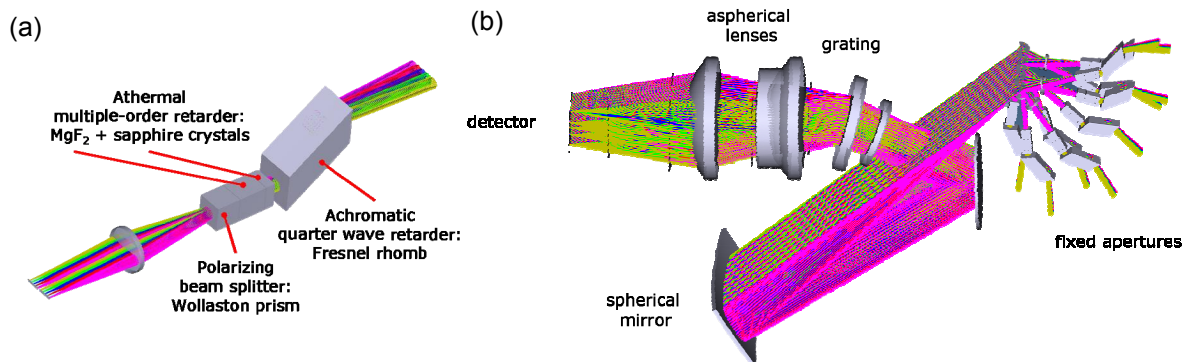 (a)
Athermal
multiple-order retarder:
MgF₂ + sapphire crystals
Achromatic
quarter wave retarder:
Fresnel rhomb
Polarizing
beam splitter:
Wollaston prism
(b)
aspherical
lenses
grating
detector
spherical
mirror
fixed apertures